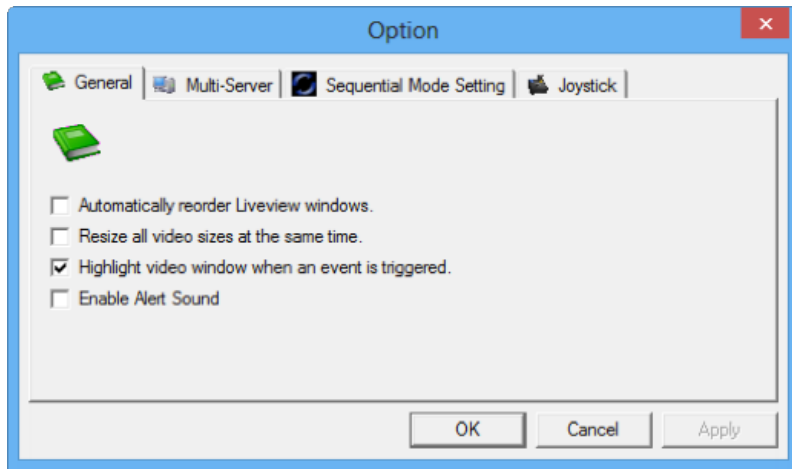 Option
General Multi-Server Sequential Mode Setting Joystick
Automatically reorder Liveview windows.
Resize all video sizes at the same time.
Highlight video window when an event is triggered.
Enable Alert Sound
OK Cancel Apply